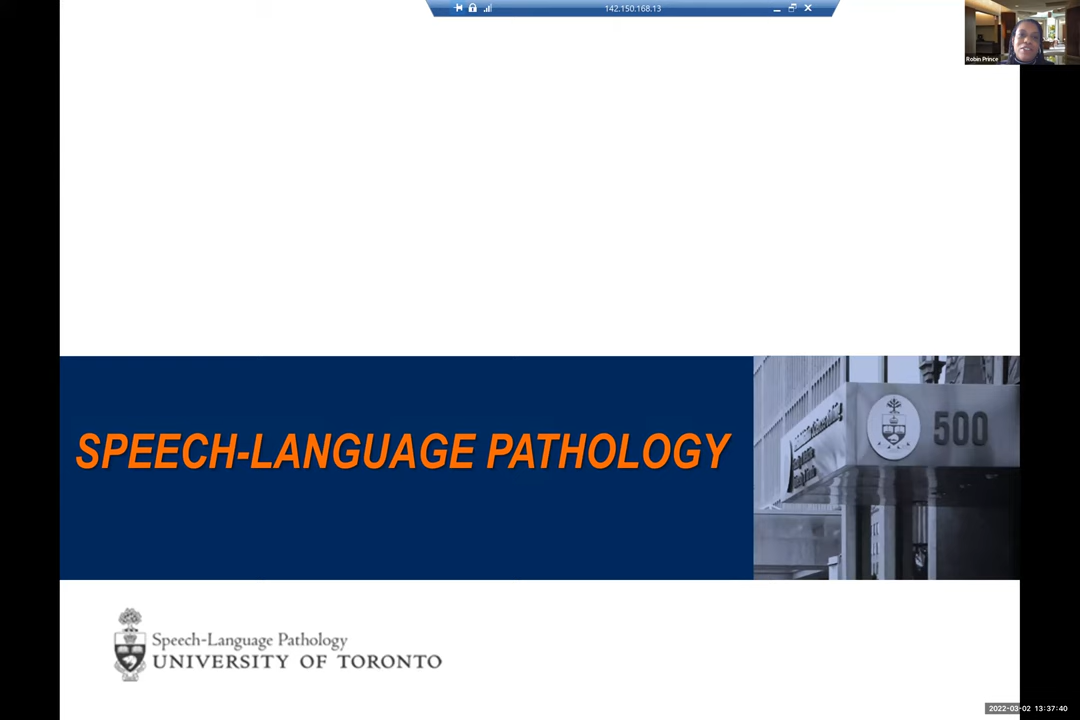 142.150.168.13
Robin Prince
SPEECH-LANGUAGE PATHOLOGY
500
Speech-Language Pathology
UNIVERSITY OF TORONTO
2022-03-02 13:37:40